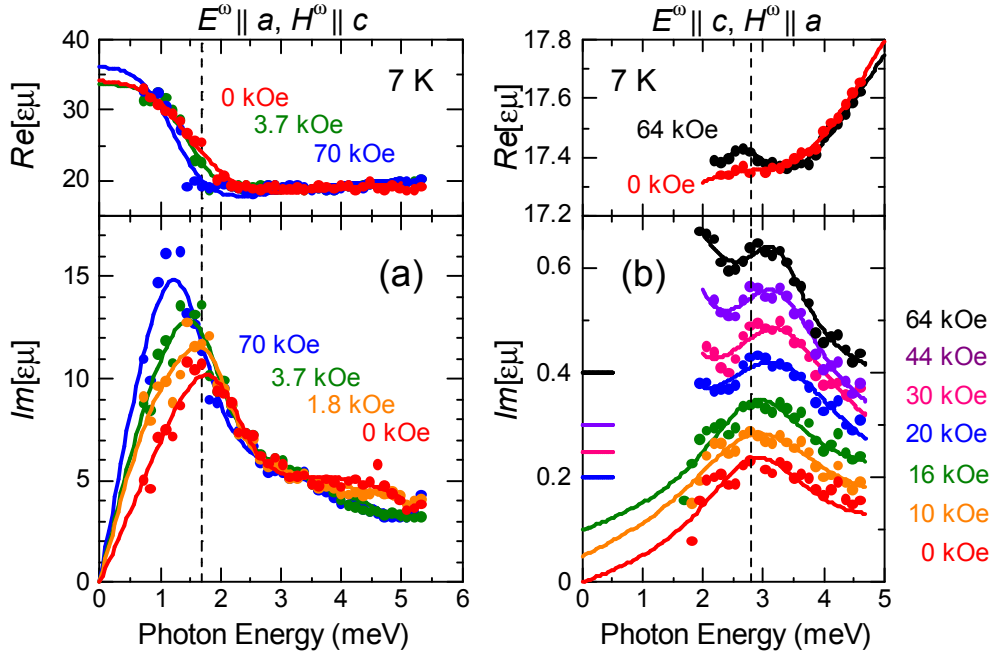 E^ω || a, H^ω || c
E^ω || c, H^ω || a
40
30
20
Re[εμ]
7 K
0 kOe
3.7 kOe
70 kOe
17.8
17.6
17.4
17.2
Re[εμ]
7 K
64 kOe
0 kOe
15
10
5
0
Im[εμ]
(a)
70 kOe
3.7 kOe
1.8 kOe
0 kOe
0 1 2 3 4 5 6
Photon Energy (meV)
0.6
0.4
0.2
0
Im[εμ]
(b)
64 kOe
44 kOe
30 kOe
20 kOe
16 kOe
10 kOe
0 kOe
0 1 2 3 4 5
Photon Energy (meV)